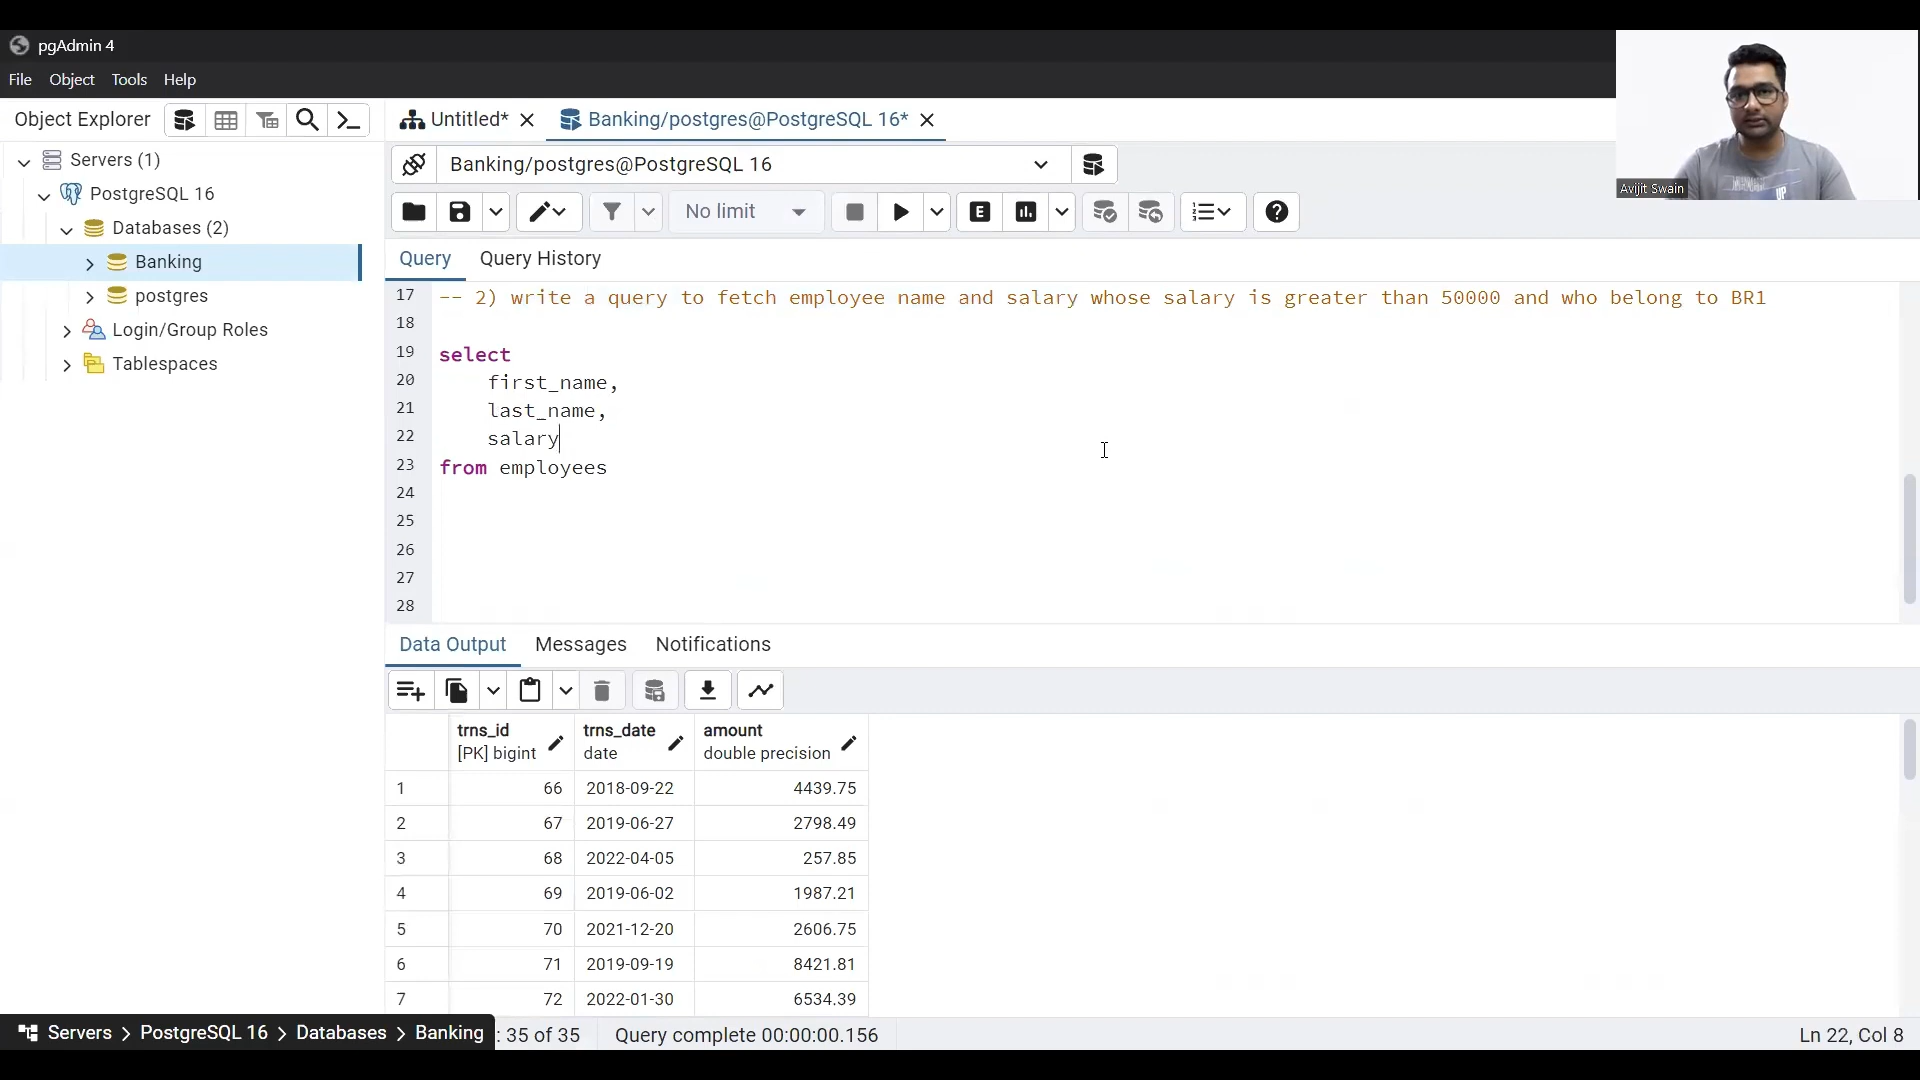 pgAdmin 4
File Object Tools Help
Object Explorer
Untitled*
Banking/postgres@PostgreSQL 16*
Avijit Swain
Servers (1)
PostgreSQL 16
Databases (2)
Banking
postgres
Login/Group Roles
Tablespaces
Banking/postgres@PostgreSQL 16
No limit
E
Query Query History
17 -- 2) write a query to fetch employee name and salary whose salary is greater than 50000 and who belong to BR1
18
19 select
20 first_name,
21 last_name,
22 salary
23 from employees
24
25
26
27
28
Data Output Messages Notifications
trns_id trns_date amount
[PK] bigint date double precision
1 66 2018-09-22 4439.75
2 67 2019-06-27 2798.49
3 68 2022-04-05 257.85
4 69 2019-06-02 1987.21
5 70 2021-12-20 2606.75
6 71 2019-09-19 8421.81
7 72 2022-01-30 6534.39
Servers > PostgreSQL 16 > Databases > Banking : 35 of 35 Query complete 00:00:00.156 Ln 22, Col 8